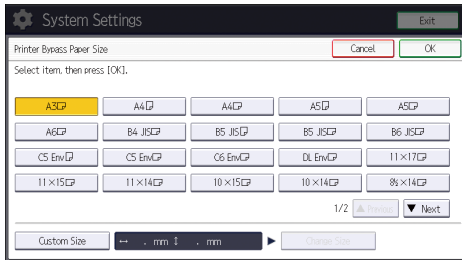 System Settings Exit
Printer Bypass Paper Size Cancel OK
Select item, then press [OK].
A3 A4 A4 A5 A5
A6 B4 JIS B5 JIS B5 JIS B6 JIS
C5 Env C5 Env C6 Env DL Env 11×17
11×15 11×14 10×15 10×14 8½×14
1/2 ▲ Previous ▼ Next
Custom Size ↔ . mm ↕ . mm ▶ Change Size